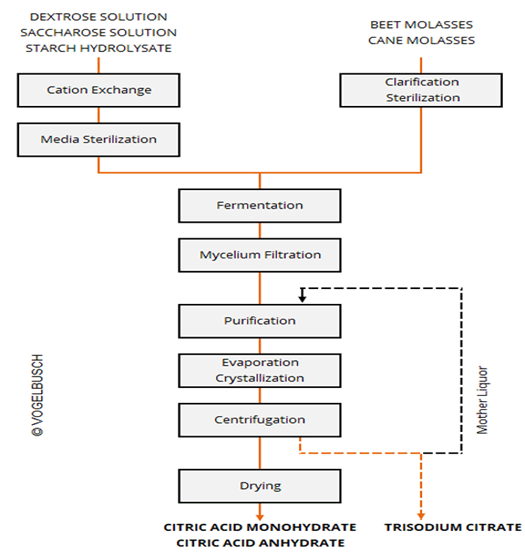 DEXTROSE SOLUTION
SACCHAROSE SOLUTION
STARCH HYDROLYSATE
BEET MOLASSES
CANE MOLASSES
Cation Exchange
Clarification
Sterilization
Media Sterilization
Fermentation
Mycelium Filtration
Purification
Evaporation
Crystallization
Centrifugation
Mother Liquor
© VOGELBUSCH
Drying
CITRIC ACID MONOHYDRATE
CITRIC ACID ANHYDRATE
TRISODIUM CITRATE